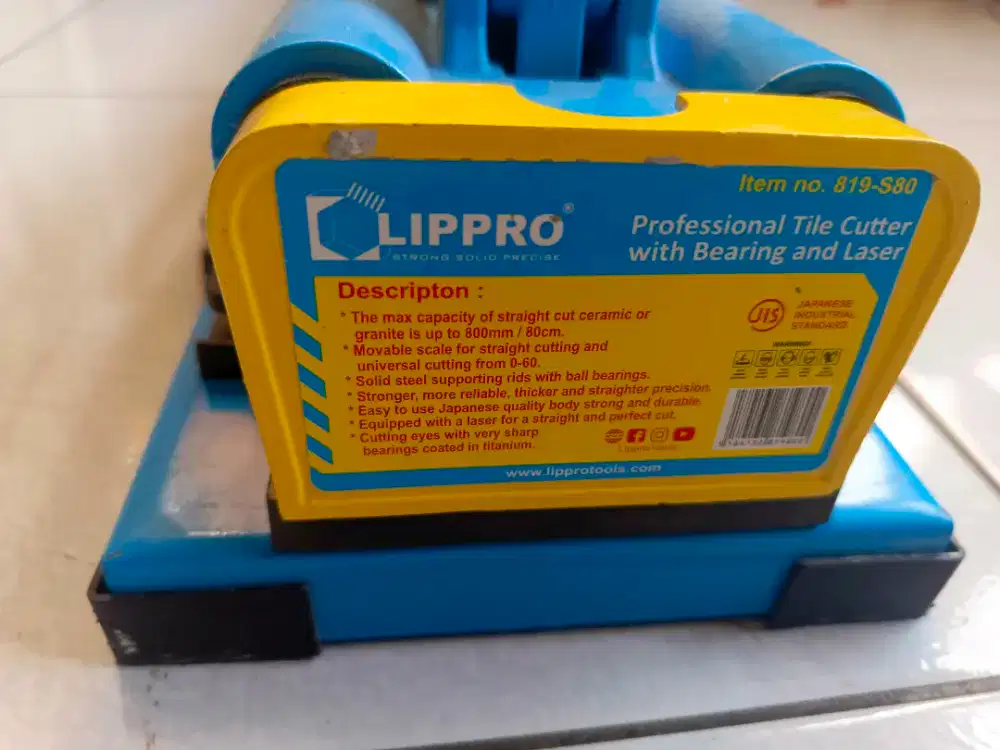 Item no. 819-S80
LIPPRO®
STRONG SOLID PRECISE
Professional Tile Cutter
with Bearing and Laser
Descripton :
* The max capacity of straight cut ceramic or
granite is up to 800mm / 80cm.
* Movable scale for straight cutting and
universal cutting from 0-60.
* Solid steel supporting rids with ball bearings.
* Stronger, more reliable, thicker and straighter precision.
* Easy to use Japanese quality body strong and durable.
* Equipped with a laser for a straight and perfect cut.
* Cutting eyes with very sharp
bearings coated in titanium.
JIS
JAPANESE
INDUSTRIAL
STANDARD
WARNING!
Lippro
www.lipprotools.com